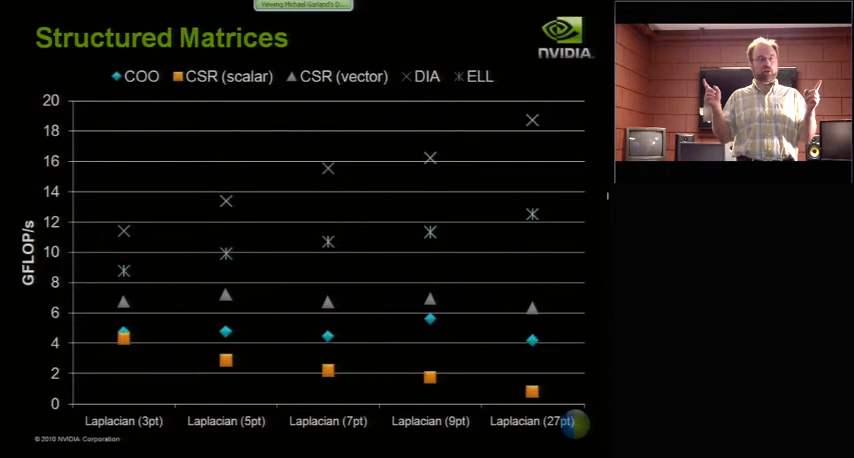 Viewing Michael Garland's D...
Structured Matrices
NVIDIA.
COO CSR (scalar) CSR (vector) DIA ELL
20
18
16
14
12
10
8
6
4
2
0
GFLOP/s
Laplacian (3pt) Laplacian (5pt) Laplacian (7pt) Laplacian (9pt) Laplacian (27pt)
© 2010 NVIDIA Corporation